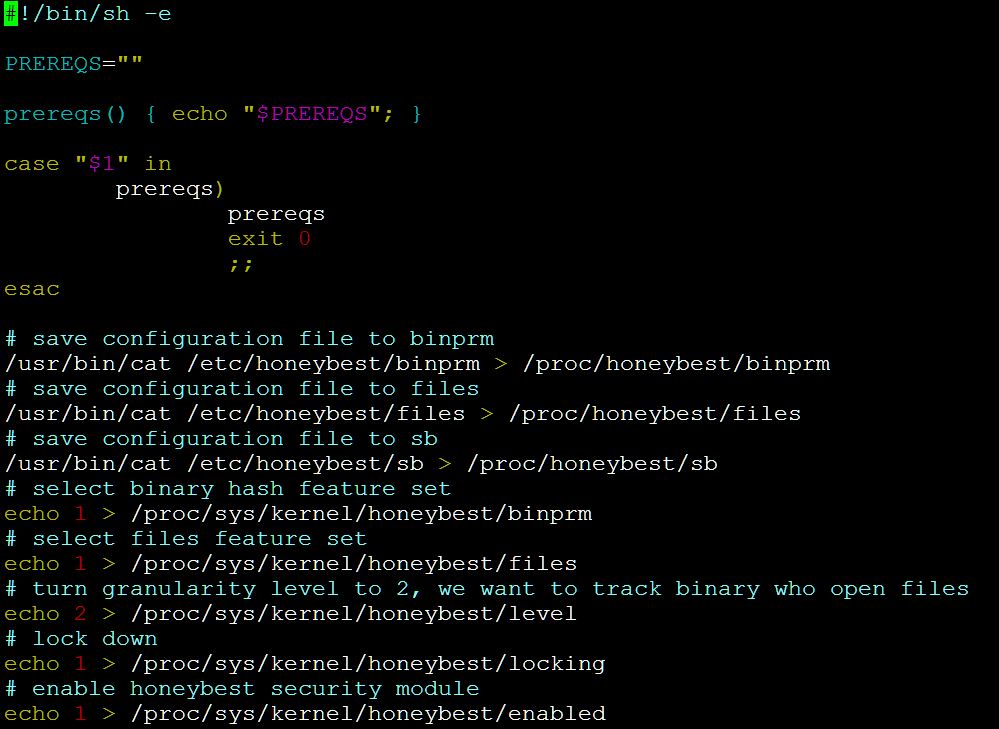 #!/bin/sh -e
PREREQS=""
prereqs() { echo "$PREREQS"; }
case "$1" in
prereqs)
prereqs
exit 0
;;
esac
# save configuration file to binprm
/usr/bin/cat /etc/honeybest/binprm > /proc/honeybest/binprm
# save configuration file to files
/usr/bin/cat /etc/honeybest/files > /proc/honeybest/files
# save configuration file to sb
/usr/bin/cat /etc/honeybest/sb > /proc/honeybest/sb
# select binary hash feature set
echo 1 > /proc/sys/kernel/honeybest/binprm
# select files feature set
echo 1 > /proc/sys/kernel/honeybest/files
# turn granularity level to 2, we want to track binary who open files
echo 2 > /proc/sys/kernel/honeybest/level
# lock down
echo 1 > /proc/sys/kernel/honeybest/locking
# enable honeybest security module
echo 1 > /proc/sys/kernel/honeybest/enabled